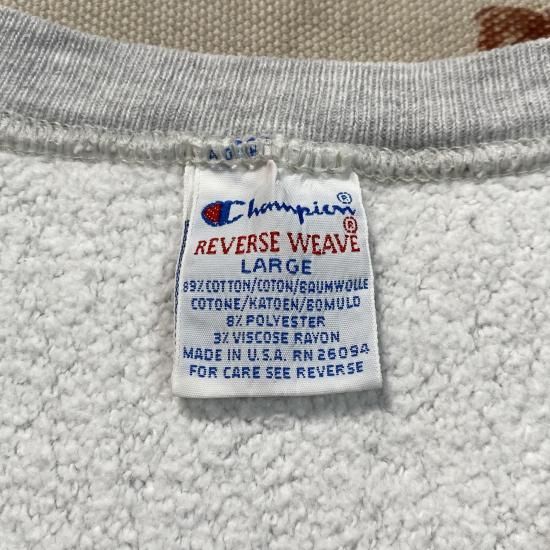 Champion®
REVERSE WEAVE®
LARGE
89% COTTON/COTON/BAUMWOLLE
COTONE/KATOEN/BOMULD
8% POLYESTER
3% VISCOSE RAYON
MADE IN U.S.A. RN 26094
FOR CARE SEE REVERSE